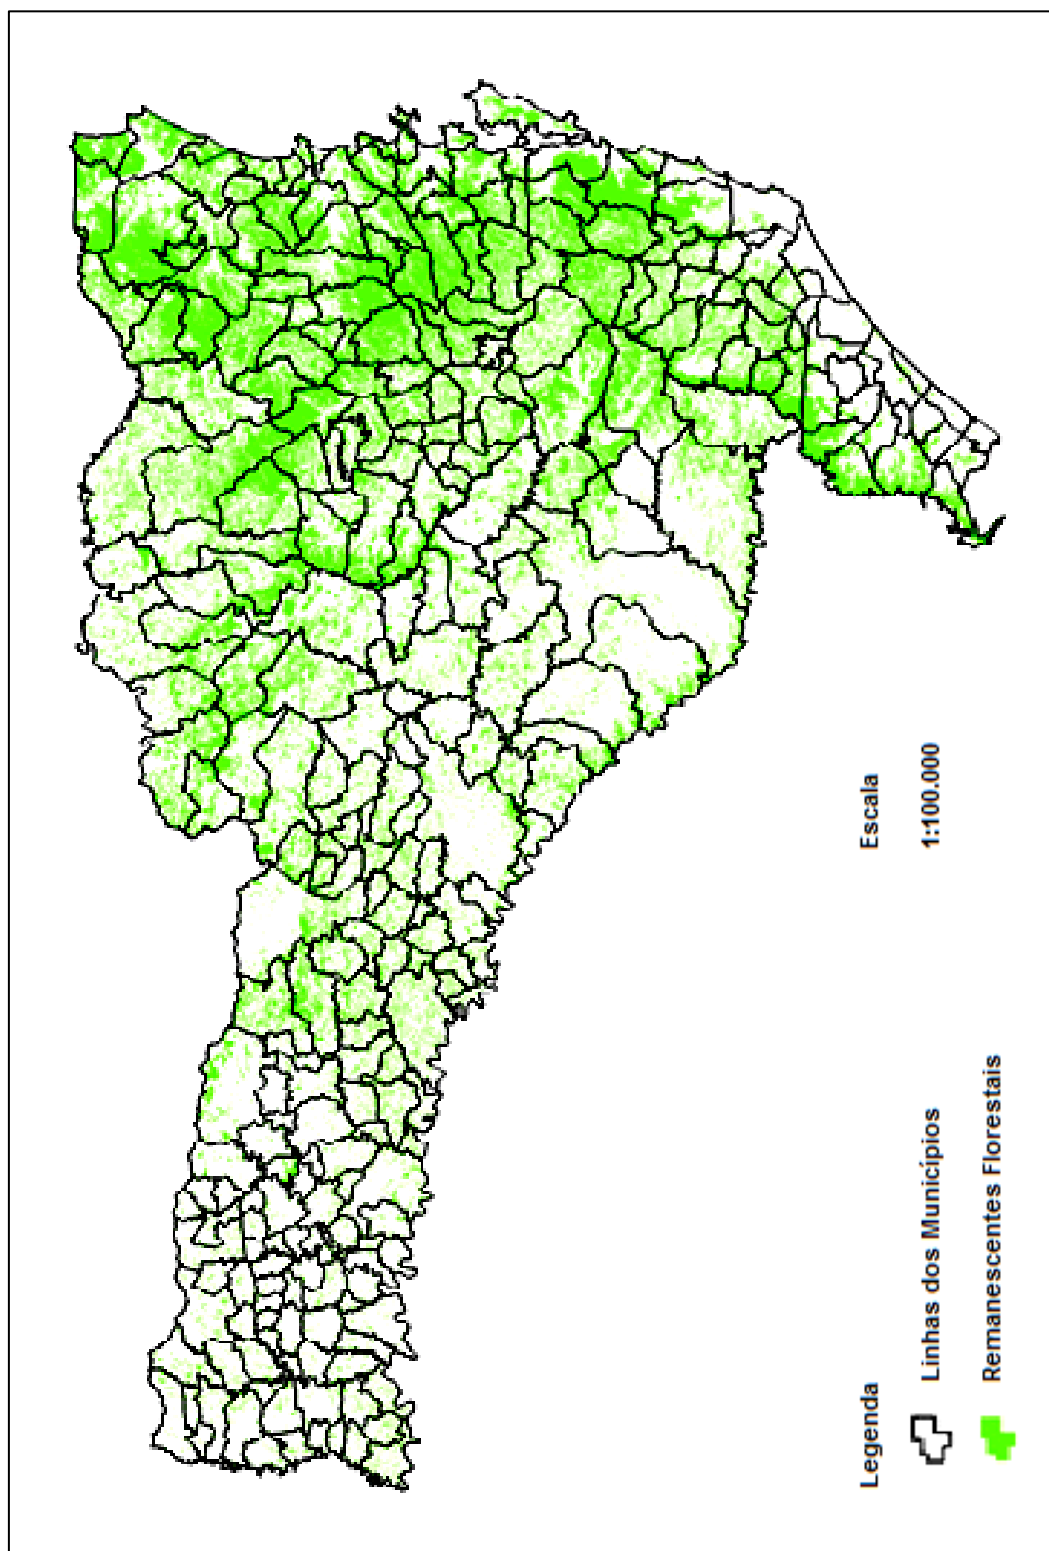 Legenda
Linhas dos Municípios
Remanescentes Florestais
Escala
1:100.000